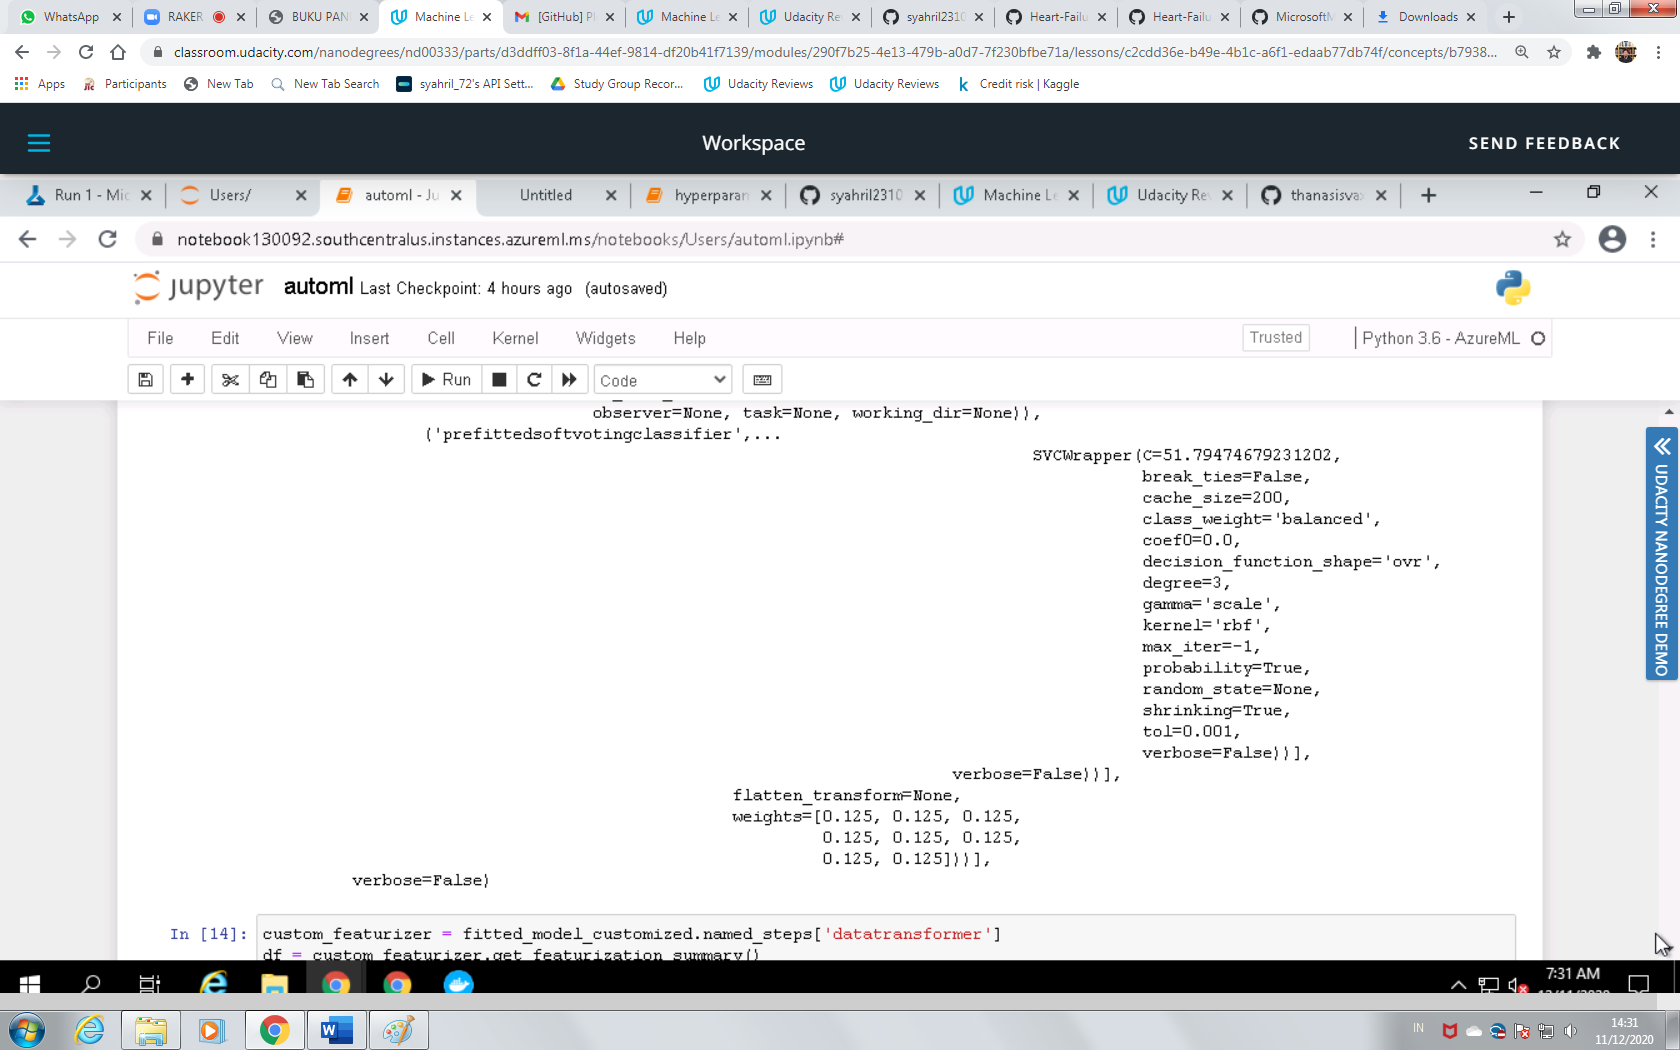 WhatsApp
RAKER
BUKU PAN
Machine Le
[GitHub] Pl
Machine Le
Udacity Re
syahril2310
Heart-Failu
Heart-Failu
MicrosoftM
Downloads
classroom.udacity.com/nanodegrees/nd00333/parts/d3ddff03-8f1a-44ef-9814-df20b41f7139/modules/290f7b25-4e13-479b-a0d7-7f230bfbe71a/lessons/c2cdd36e-b49e-4b1c-a6f1-edaab77db74f/concepts/b7938...
Apps
Participants
New Tab
New Tab Search
syahril_72's API Sett...
Study Group Recor...
Udacity Reviews
Udacity Reviews
Credit risk | Kaggle
Workspace
SEND FEEDBACK
Run 1 - Mic
Users/
automl - Ju
Untitled
hyperparam
syahril2310
Machine Le
Udacity Rev
thanasisvax
notebook130092.southcentralus.instances.azureml.ms/notebooks/Users/automl.ipynb#
jupyter automl Last Checkpoint: 4 hours ago (autosaved)
File Edit View Insert Cell Kernel Widgets Help
Trusted
Python 3.6 - AzureML
Run
Code
observer=None, task=None, working_dir=None)),
('prefittedsoftvotingclassifier',...
SVCWrapper(C=51.79474679231202,
break_ties=False,
cache_size=200,
class_weight='balanced',
coef0=0.0,
decision_function_shape='ovr',
degree=3,
gamma='scale',
kernel='rbf',
max_iter=-1,
probability=True,
random_state=None,
shrinking=True,
tol=0.001,
verbose=False))],
verbose=False))],
flatten_transform=None,
weights=[0.125, 0.125, 0.125,
0.125, 0.125, 0.125,
0.125, 0.125]))],
verbose=False)
In [14]:
custom_featurizer = fitted_model_customized.named_steps['datatransformer']
df = custom_featurizer.get_featurization_summary()
UDACITY NANODEGREE DEMO
7:31 AM
IN
14:31
11/12/2020